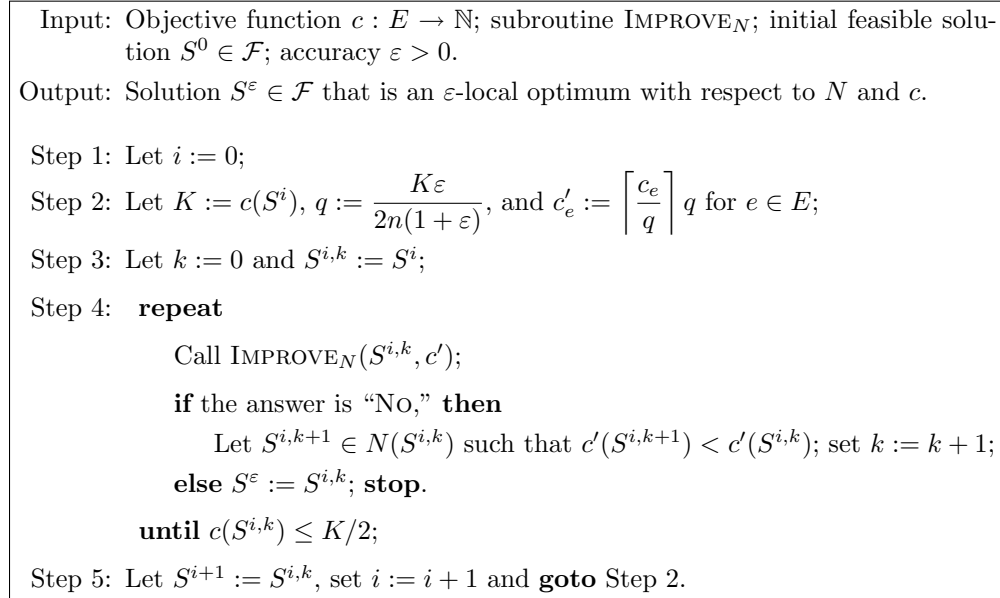 Input: Objective function c : E → ℕ; subroutine IMPROVE_N; initial feasible solu-
tion S^0 ∈ ℱ; accuracy ε > 0.
Output: Solution S^ε ∈ ℱ that is an ε-local optimum with respect to N and c.
Step 1: Let i := 0;
Step 2: Let K := c(S^i), q := Kε / 2n(1 + ε), and c′_e := ⌈c_e / q⌉ q for e ∈ E;
Step 3: Let k := 0 and S^{i,k} := S^i;
Step 4: repeat
Call IMPROVE_N(S^{i,k}, c′);
if the answer is “NO,” then
Let S^{i,k+1} ∈ N(S^{i,k}) such that c′(S^{i,k+1}) < c′(S^{i,k}); set k := k + 1;
else S^ε := S^{i,k}; stop.
until c(S^{i,k}) ≤ K/2;
Step 5: Let S^{i+1} := S^{i,k}, set i := i + 1 and goto Step 2.